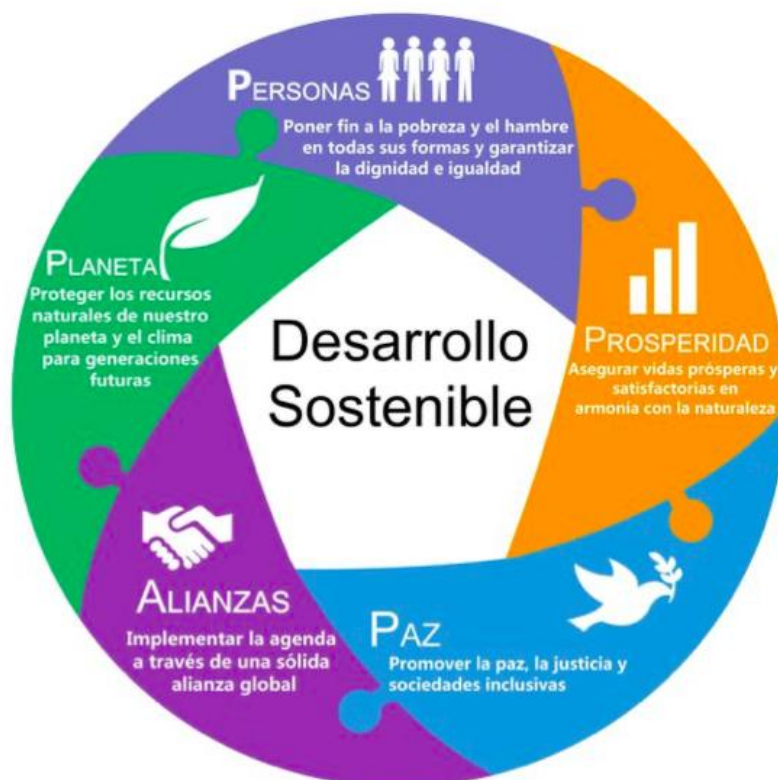 PERSONAS
Poner fin a la pobreza y el hambre
en todas sus formas y garantizar
la dignidad e igualdad
PROSPERIDAD
Asegurar vidas prósperas y
satisfactorias en
armonia con la naturaleza
PAZ
Promover la paz, la justicia y
sociedades inclusivas
ALIANZAS
Implementar la agenda
a través de una sólida
alianza global
PLANETA
Proteger los recursos
naturales de nuestro
planeta y el clima
para generaciones
futuras
Desarrollo
Sostenible